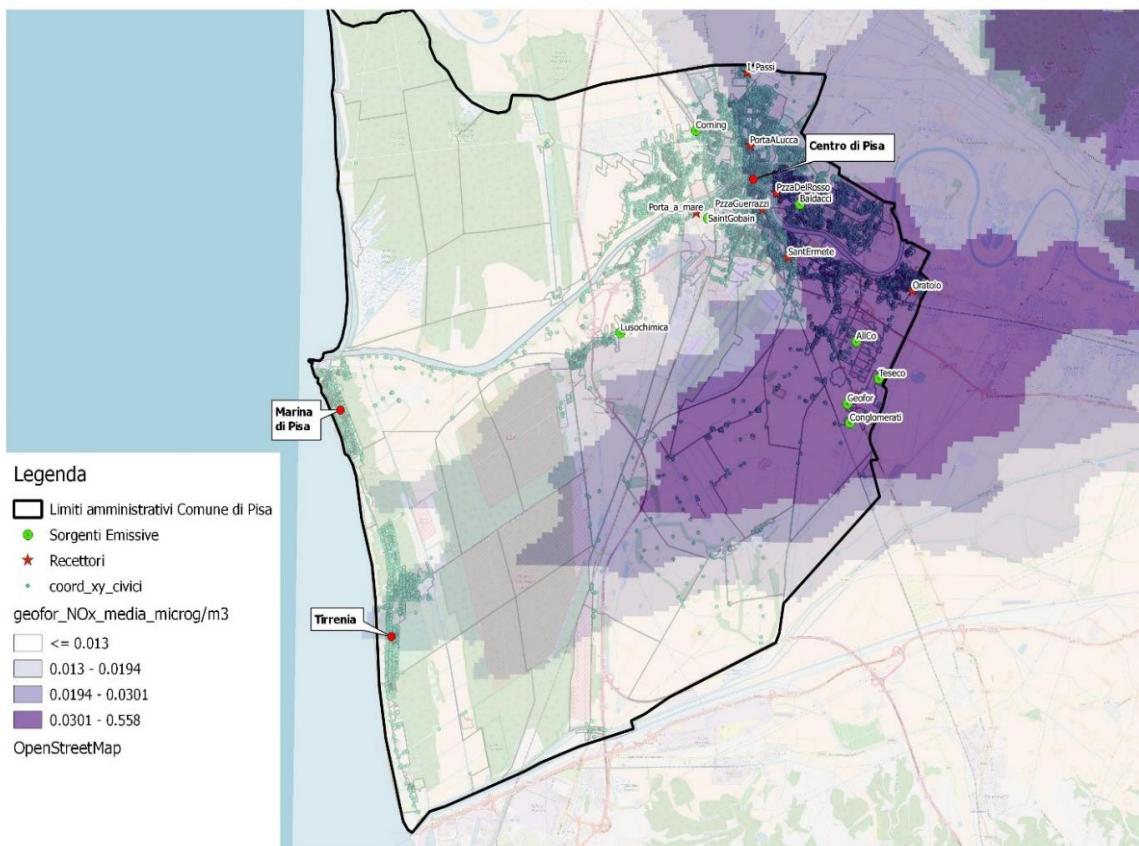 I_Passi
Corning
PortaALucca
Centro di Pisa
PzzaDelRosso
Baldacci
Porta_a_mare
PzzaGuerrazzi
SaintGobain
SantErmete
Oratoio
Lusochimica
AllCo
Teseco
Geofor
Conglomerati
Marina
di Pisa
Tirrenia
Legenda
Limiti amministrativi Comune di Pisa
Sorgenti Emissive
Recettori
coord_xy_civici
geofor_NOx_media_microg/m3
<= 0.013
0.013 - 0.0194
0.0194 - 0.0301
0.0301 - 0.558
OpenStreetMap